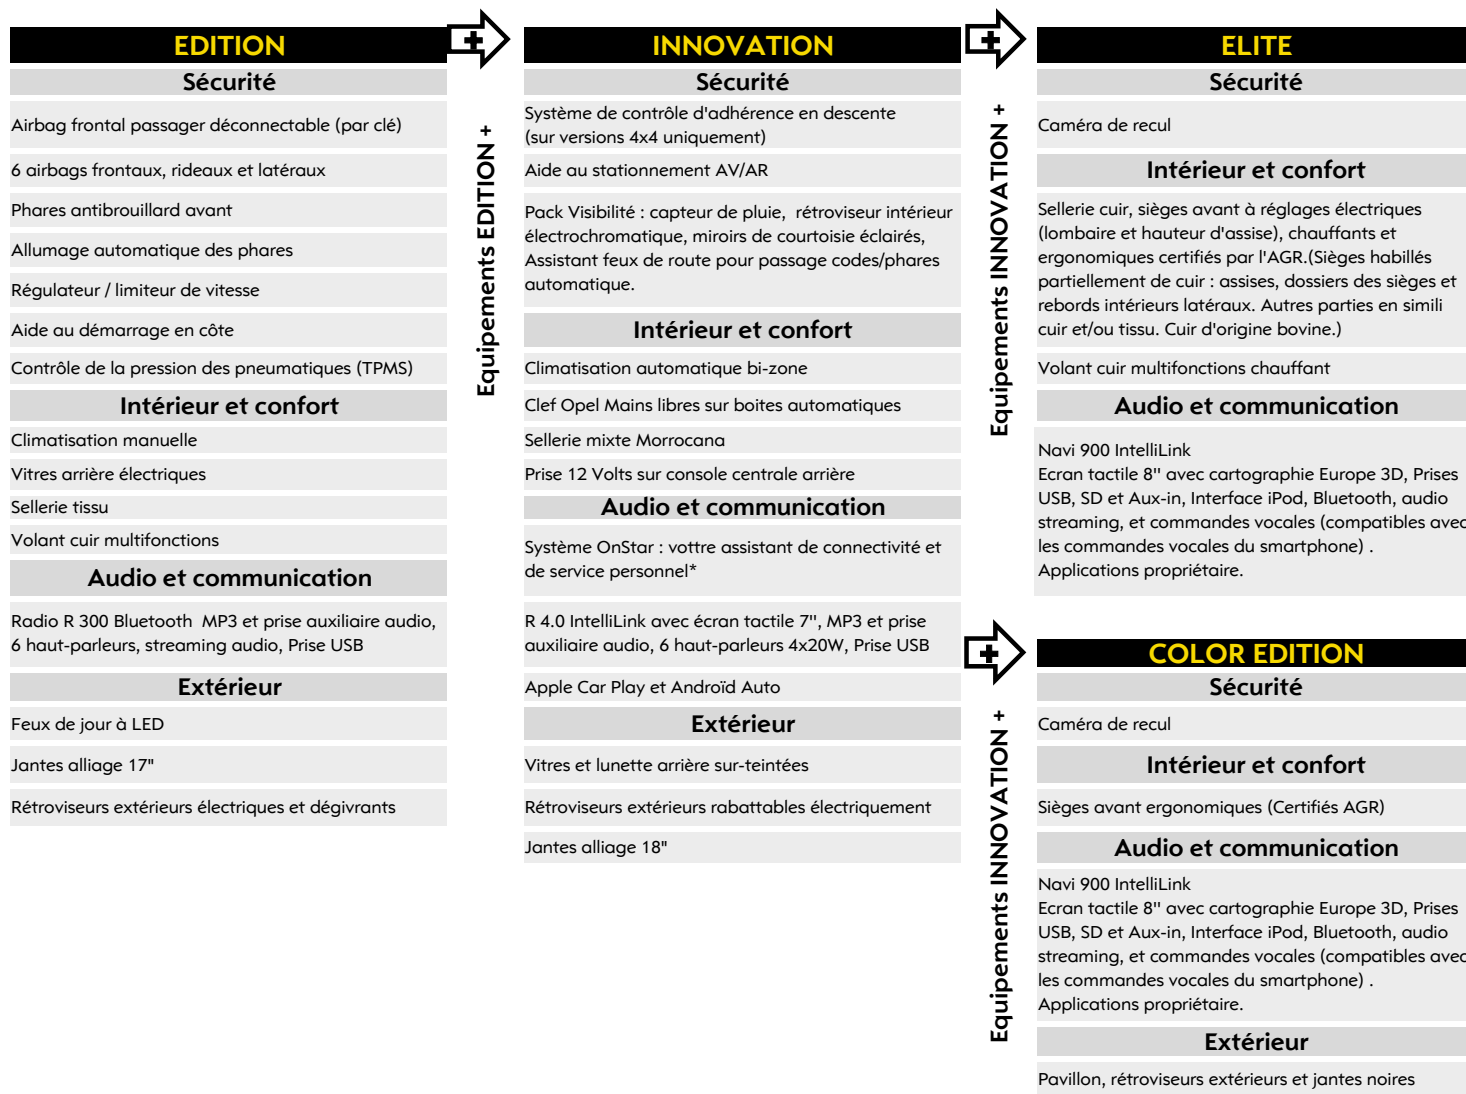 EDITION
Sécurité
Airbag frontal passager déconnectable (par clé)
6 airbags frontaux, rideaux et latéraux
Phares antibrouillard avant
Allumage automatique des phares
Régulateur / limiteur de vitesse
Aide au démarrage en côte
Contrôle de la pression des pneumatiques (TPMS)
Intérieur et confort
Climatisation manuelle
Vitres arrière électriques
Sellerie tissu
Volant cuir multifonctions
Audio et communication
Radio R 300 Bluetooth MP3 et prise auxiliaire audio,
6 haut-parleurs, streaming audio, Prise USB
Extérieur
Feux de jour à LED
Jantes alliage 17"
Rétroviseurs extérieurs électriques et dégivrants
+
Equipements EDITION +
INNOVATION
Sécurité
Système de contrôle d'adhérence en descente
(sur versions 4x4 uniquement)
Aide au stationnement AV/AR
Pack Visibilité : capteur de pluie, rétroviseur intérieur
électrochromatique, miroirs de courtoisie éclairés,
Assistant feux de route pour passage codes/phares
automatique.
Intérieur et confort
Climatisation automatique bi-zone
Clef Opel Mains libres sur boites automatiques
Sellerie mixte Morrocana
Prise 12 Volts sur console centrale arrière
Audio et communication
Système OnStar : vottre assistant de connectivité et
de service personnel*
R 4.0 IntelliLink avec écran tactile 7", MP3 et prise
auxiliaire audio, 6 haut-parleurs 4x20W, Prise USB
Apple Car Play et Androïd Auto
Extérieur
Vitres et lunette arrière sur-teintées
Rétroviseurs extérieurs rabattables électriquement
Jantes alliage 18"
+
Equipements INNOVATION +
ELITE
Sécurité
Caméra de recul
Intérieur et confort
Sellerie cuir, sièges avant à réglages électriques
(lombaire et hauteur d'assise), chauffants et
ergonomiques certifiés par l'AGR.(Sièges habillés
partiellement de cuir : assises, dossiers des sièges et
rebords intérieurs latéraux. Autres parties en simili
cuir et/ou tissu. Cuir d'origine bovine.)
Volant cuir multifonctions chauffant
Audio et communication
Navi 900 IntelliLink
Ecran tactile 8'' avec cartographie Europe 3D, Prises
USB, SD et Aux-in, Interface iPod, Bluetooth, audio
streaming, et commandes vocales (compatibles avec
les commandes vocales du smartphone) .
Applications propriétaire.
+
Equipements INNOVATION +
COLOR EDITION
Sécurité
Caméra de recul
Intérieur et confort
Sièges avant ergonomiques (Certifiés AGR)
Audio et communication
Navi 900 IntelliLink
Ecran tactile 8'' avec cartographie Europe 3D, Prises
USB, SD et Aux-in, Interface iPod, Bluetooth, audio
streaming, et commandes vocales (compatibles avec
les commandes vocales du smartphone) .
Applications propriétaire.
Extérieur
Pavillon, rétroviseurs extérieurs et jantes noires